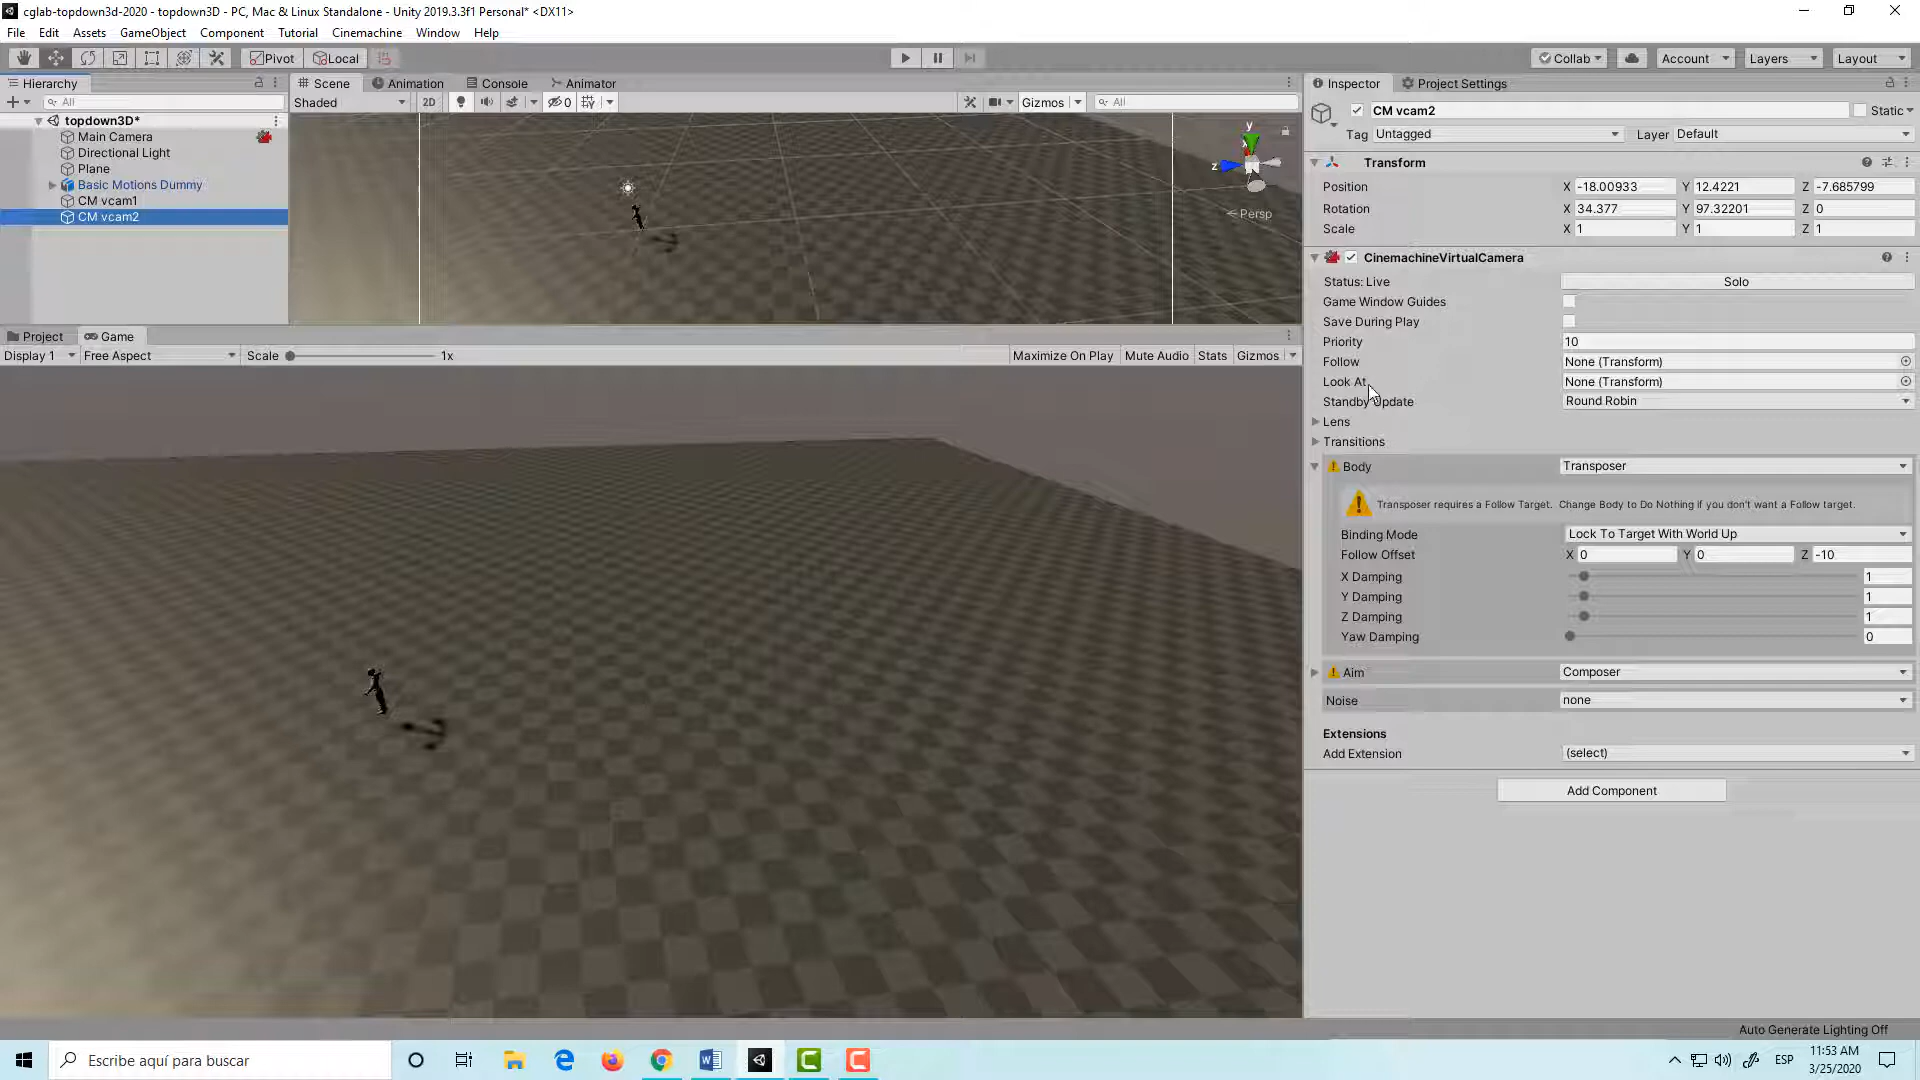 cglab-topdown3d-2020 - topdown3D - PC, Mac & Linux Standalone - Unity 2019.3.3f1 Personal* <DX11>
File Edit Assets GameObject Component Tutorial Cinemachine Window Help
Pivot Local Collab Account Layers Layout
Hierarchy Scene Animation Console Animator Inspector Project Settings
All Shaded 2D 0 Gizmos All
CM vcam2 Static
topdown3D*
Main Camera
Directional Light
Plane
Basic Motions Dummy
CM vcam1
CM vcam2
y
x
z
Persp
Tag Untagged Layer Default
Transform
Position X -18.00933 Y 12.4221 Z -7.685799
Rotation X 34.377 Y 97.32201 Z 0
Scale X 1 Y 1 Z 1
CinemachineVirtualCamera
Status: Live Solo
Game Window Guides
Save During Play
Priority 10
Follow None (Transform)
Look At None (Transform)
Standby Update Round Robin
Lens
Transitions
Body Transposer
Transposer requires a Follow Target. Change Body to Do Nothing if you don't want a Follow target.
Binding Mode Lock To Target With World Up
Follow Offset X 0 Y 0 Z -10
X Damping 1
Y Damping 1
Z Damping 1
Yaw Damping 0
Aim Composer
Noise none
Extensions
Add Extension (select)
Add Component
Project Game
Display 1 Free Aspect Scale 1x Maximize On Play Mute Audio Stats Gizmos
Auto Generate Lighting Off
Escribe aquí para buscar
ESP
11:53 AM
3/25/2020